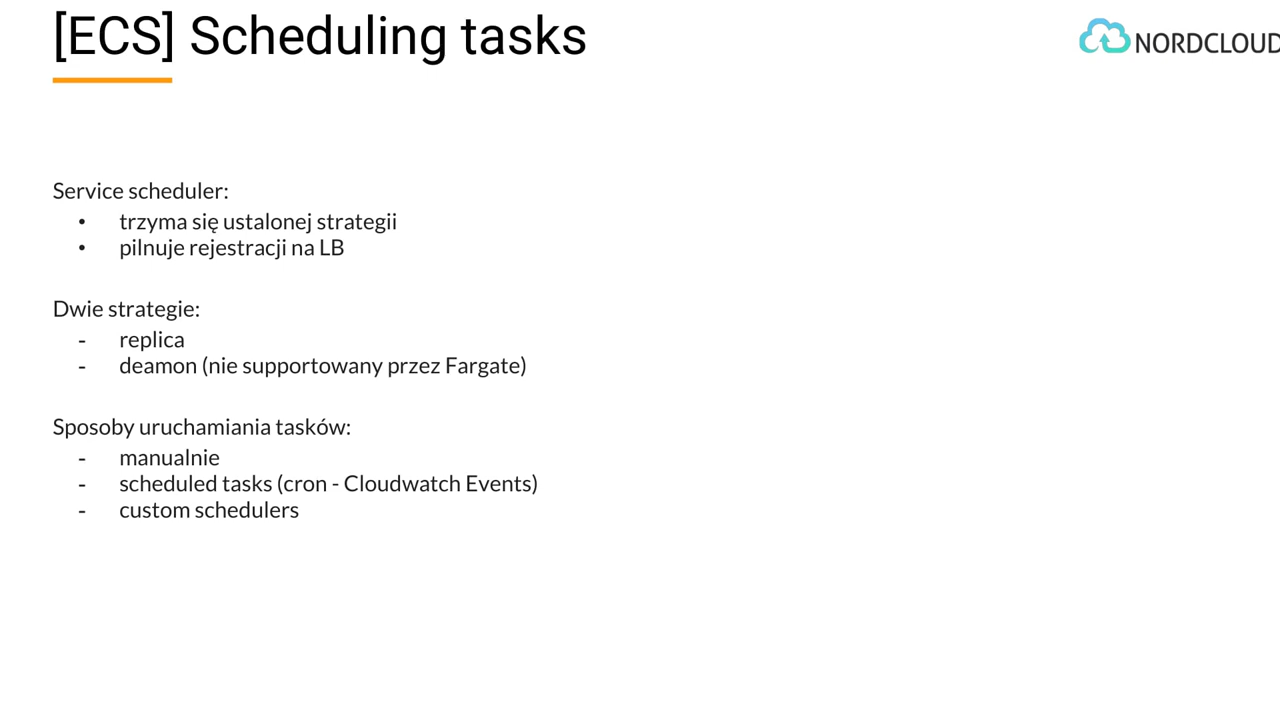 [ECS] Scheduling tasks
NORDCLOUD
Service scheduler:
• trzyma się ustalonej strategii
• pilnuje rejestracji na LB
Dwie strategie:
- replica
- deamon (nie supportowany przez Fargate)
Sposoby uruchamiania tasków:
- manualnie
- scheduled tasks (cron - Cloudwatch Events)
- custom schedulers